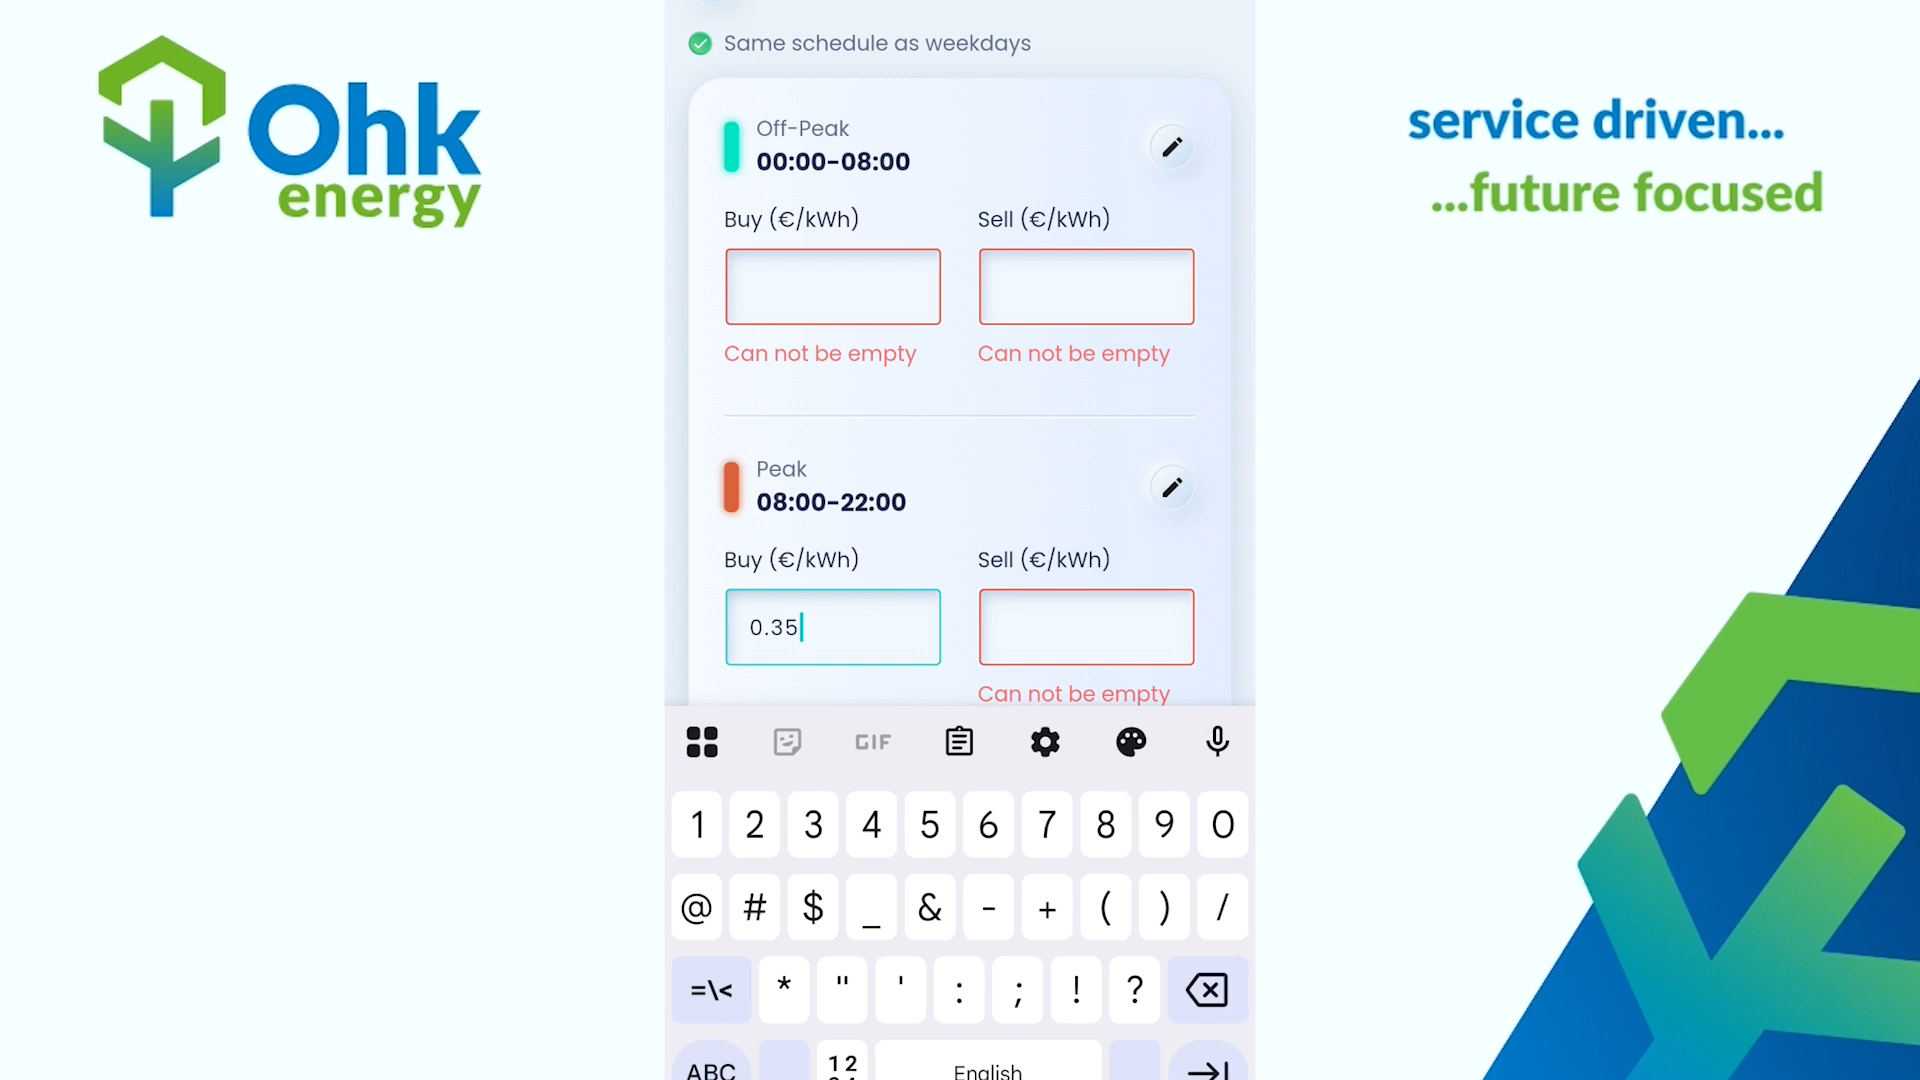 Ohk
energy
service driven...
...future focused
Same schedule as weekdays
Off-Peak
00:00-08:00
Buy (€/kWh)
Sell (€/kWh)
Can not be empty
Can not be empty
Peak
08:00-22:00
Buy (€/kWh)
Sell (€/kWh)
0.35
Can not be empty
GIF
1 2 3 4 5 6 7 8 9 0
@ # $ _ & - + ( ) /
=\< * " ' : ; ! ?
ABC 1 2 English